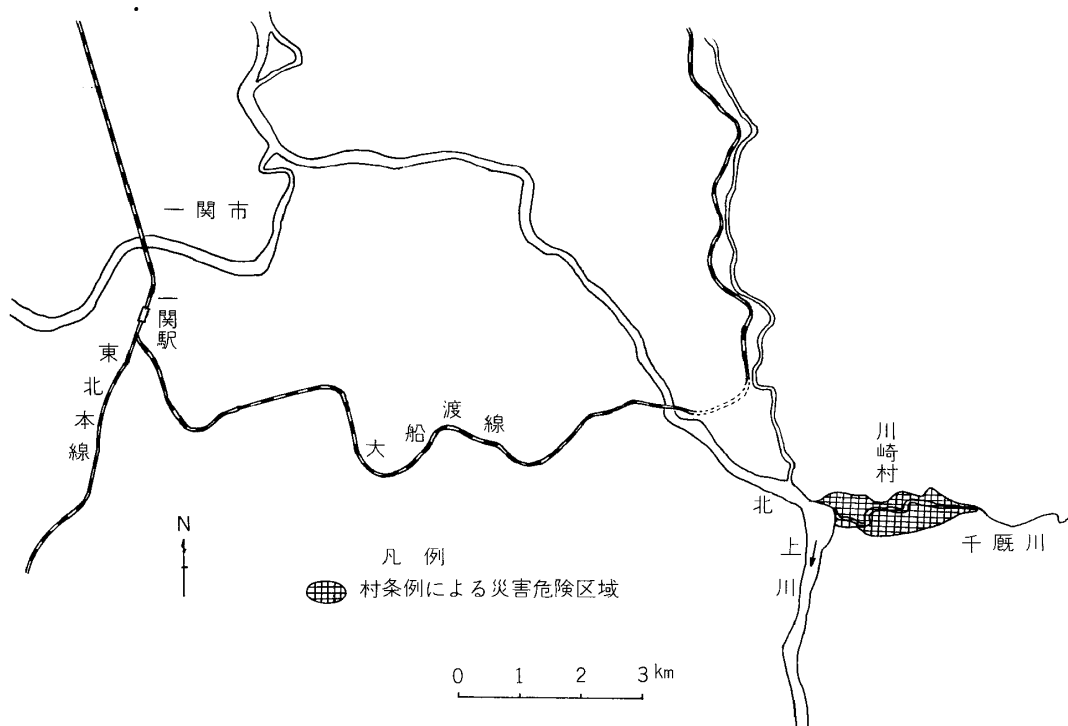 一関市
一関駅
東北本線
大船渡線
川崎村
千厩川
北上川
N
凡例
村条例による災害危険区域
0 1 2 3 km